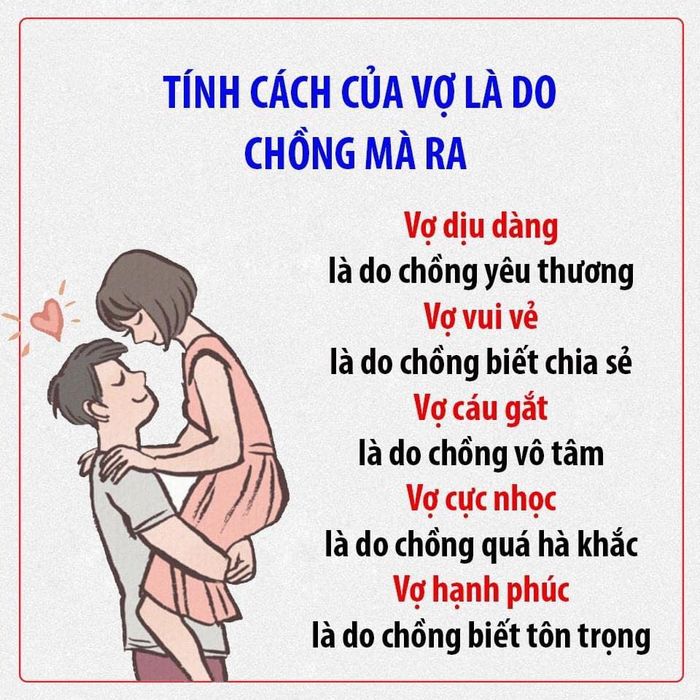 TÍNH CÁCH CỦA VỢ LÀ DO
CHỒNG MÀ RA
Vợ dịu dàng
là do chồng yêu thương
Vợ vui vẻ
là do chồng biết chia sẻ
Vợ cáu gắt
là do chồng vô tâm
Vợ cực nhọc
là do chồng quá hà khắc
Vợ hạnh phúc
là do chồng biết tôn trọng